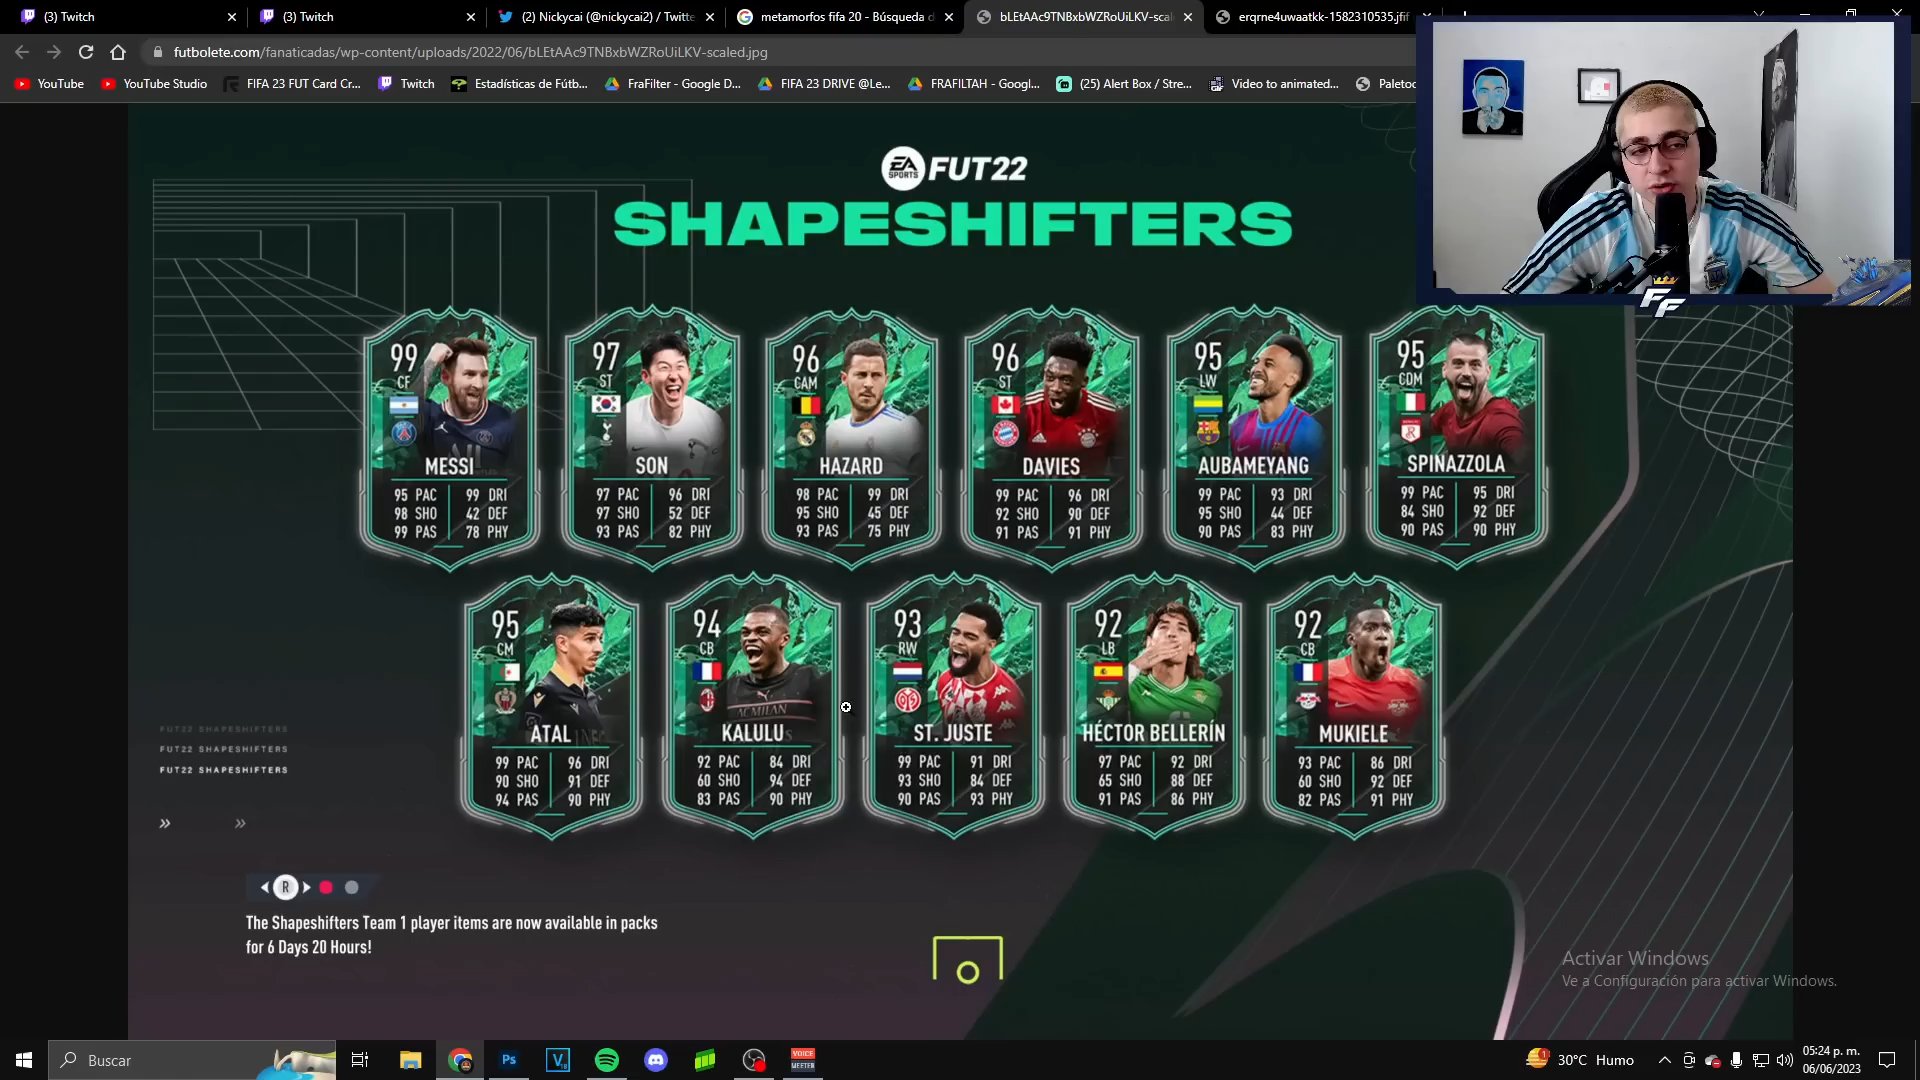 (3) Twitch
(3) Twitch
(2) Nickycai (@nickycai2) / Twitte
metamorfos fifa 20 - Búsqueda d
bLEtAAc9TNBxbWZRoUiLKV-scal
erqrne4uwaatkk-1582310535.jfif
futbolete.com/fanaticadas/wp-content/uploads/2022/06/bLEtAAc9TNBxbWZRoUiLKV-scaled.jpg
YouTube
YouTube Studio
FIFA 23 FUT Card Cr...
Twitch
Estadísticas de Fútb...
FraFilter - Google D...
FIFA 23 DRIVE @Le...
FRAFILTAH - Googl...
(25) Alert Box / Stre...
Video to animated...
Paletoo
EA SPORTS FUT22
SHAPESHIFTERS
99 CF
MESSI
95 PAC 99 DRI
98 SHO 42 DEF
99 PAS 78 PHY
97 ST
SON
97 PAC 96 DRI
97 SHO 52 DEF
93 PAS 82 PHY
96 CAM
HAZARD
98 PAC 99 DRI
95 SHO 45 DEF
93 PAS 75 PHY
96 ST
DAVIES
99 PAC 96 DRI
92 SHO 90 DEF
91 PAS 91 PHY
95 LW
AUBAMEYANG
99 PAC 93 DRI
95 SHO 44 DEF
90 PAS 83 PHY
95 CDM
SPINAZZOLA
99 PAC 95 DRI
84 SHO 92 DEF
90 PAS 90 PHY
95 CM
ATAL
99 PAC 96 DRI
90 SHO 91 DEF
94 PAS 90 PHY
94 CB
AC MILAN
KALULU
92 PAC 84 DRI
60 SHO 94 DEF
83 PAS 90 PHY
93 RW
ST. JUSTE
99 PAC 91 DRI
93 SHO 84 DEF
90 PAS 93 PHY
92 LB
HÉCTOR BELLERÍN
97 PAC 92 DRI
65 SHO 88 DEF
91 PAS 86 PHY
92 CB
MUKIELE
93 PAC 86 DRI
60 SHO 92 DEF
82 PAS 91 PHY
FUT22 SHAPESHIFTERS
FUT22 SHAPESHIFTERS
FUT22 SHAPESHIFTERS
R
The Shapeshifters Team 1 player items are now available in packs
for 6 Days 20 Hours!
FF
Activar Windows
Ve a Configuración para activar Windows.
Buscar
Ps
V
VOICE
MEETER
1
30°C Humo
05:24 p. m.
06/06/2023